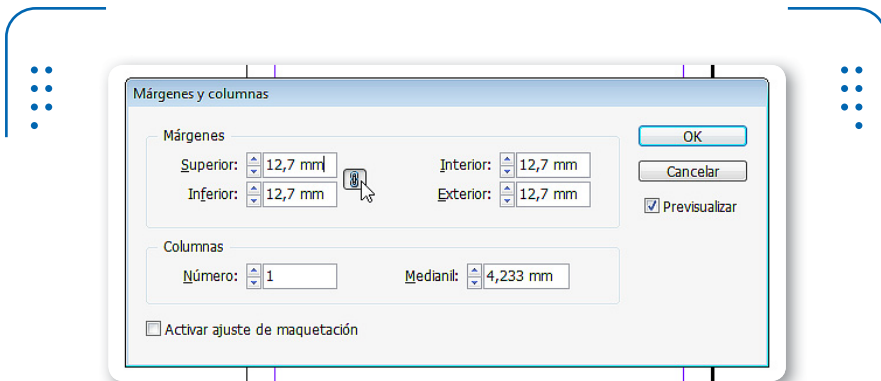 Márgenes y columnas
Márgenes
Superior: 12,7 mm Interior: 12,7 mm
Inferior: 12,7 mm Exterior: 12,7 mm
Columnas
Número: 1 Medianil: 4,233 mm
Activar ajuste de maquetación
OK
Cancelar
Previsualizar